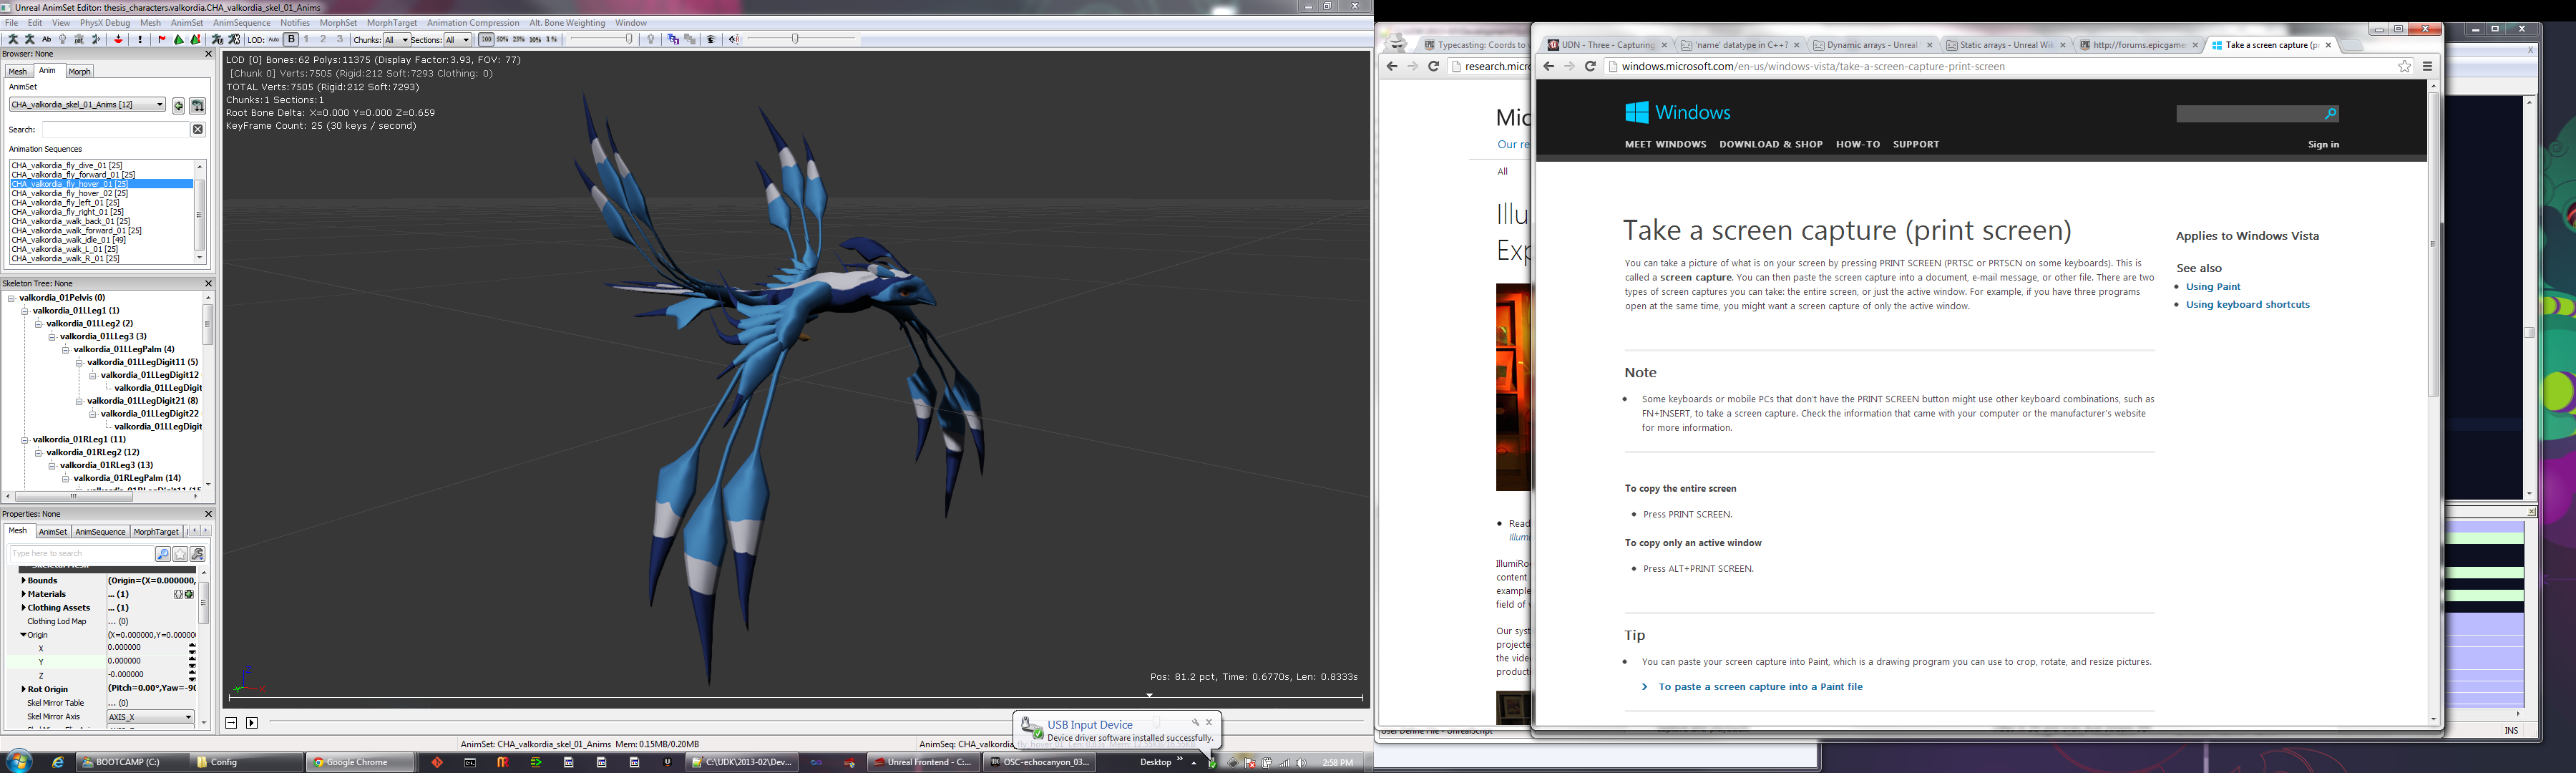 Unreal AnimSet Editor: thesis_characters.valkordia.CHA_valkordia_skel_01_Anims
File Edit View PhysX Debug Mesh AnimSet AnimSequence Notifies MorphSet MorphTarget Animation Compression Alt. Bone Weighting Window
LOD: Auto B 1 2 3 Chunks: All Sections: All 100 50% 25% 10% 1%
Browser: None
Mesh Anim Morph
AnimSet
CHA_valkordia_skel_01_Anims [12]
Search:
Animation Sequences
CHA_valkordia_fly_dive_01 [25]
CHA_valkordia_fly_forward_01 [25]
CHA_valkordia_fly_hover_01 [25]
CHA_valkordia_fly_hover_02 [25]
CHA_valkordia_fly_left_01 [25]
CHA_valkordia_fly_right_01 [25]
CHA_valkordia_walk_back_01 [25]
CHA_valkordia_walk_forward_01 [25]
CHA_valkordia_walk_idle_01 [49]
CHA_valkordia_walk_L_01 [25]
CHA_valkordia_walk_R_01 [25]
Skeleton Tree: None
valkordia_01Pelvis (0)
valkordia_01LLeg1 (1)
valkordia_01LLeg2 (2)
valkordia_01LLeg3 (3)
valkordia_01LLegPalm (4)
valkordia_01LLegDigit11 (5)
valkordia_01LLegDigit12
valkordia_01LLegDigit
valkordia_01LLegDigit21 (8)
valkordia_01LLegDigit22
valkordia_01LLegDigit
valkordia_01RLeg1 (11)
valkordia_01RLeg2 (12)
valkordia_01RLeg3 (13)
valkordia_01RLegPalm (14)
Properties: None
Mesh AnimSet AnimSequence MorphTarget
Type here to search
Bounds (Origin=(X=0.000000,
Materials ... (1)
Clothing Assets ... (1)
Clothing Lod Map ... (0)
Origin (X=0.000000,Y=0.000000
X 0.000000
Y 0.000000
Z -0.000000
Rot Origin (Pitch=0.00°,Yaw=-90
Skel Mirror Table ... (0)
Skel Mirror Axis AXIS_X
LOD [0] Bones:62 Polys:11375 (Display Factor:3.93, FOV: 77)
[Chunk 0] Verts:7505 (Rigid:212 Soft:7293 Clothing: 0)
TOTAL Verts:7505 (Rigid:212 Soft:7293)
Chunks:1 Sections:1
Root Bone Delta: X=0.000 Y=0.000 Z=0.659
KeyFrame Count: 25 (30 keys / second)
Pos: 81.2 pct, Time: 0.6770s, Len: 0.8333s
USB Input Device
Device driver software installed successfully.
AnimSet: CHA_valkordia_skel_01_Anims Mem: 0.15MB/0.20MB
BOOTCAMP (C:) Config Google Chrome C:\UDK\2013-02\Dev... Unreal Frontend - C:... OSC-echocanyon_03... Desktop 2:58 PM
Typecasting: Coords to
research.micr
Mic
Our re
All
Illu
Exp
Read
Illumi
IllumiRoo
content
example
field of v
Our syst
projecte
the vide
producti
User Define File - UnrealScript
UDN - Three - Capturing 'name' datatype in C++? Dynamic arrays - Unreal Static arrays - Unreal Wik http://forums.epicgame Take a screen capture (p
windows.microsoft.com/en-us/windows-vista/take-a-screen-capture-print-screen
Windows
MEET WINDOWS DOWNLOAD & SHOP HOW-TO SUPPORT Sign in
Take a screen capture (print screen)
You can take a picture of what is on your screen by pressing PRINT SCREEN (PRTSC or PRTSCN on some keyboards). This is
called a screen capture. You can then paste the screen capture into a document, e-mail message, or other file. There are two
types of screen captures you can take: the entire screen, or just the active window. For example, if you have three programs
open at the same time, you might want a screen capture of only the active window.
Applies to Windows Vista
See also
Using Paint
Using keyboard shortcuts
Note
Some keyboards or mobile PCs that don't have the PRINT SCREEN button might use other keyboard combinations, such as
FN+INSERT, to take a screen capture. Check the information that came with your computer or the manufacturer's website
for more information.
To copy the entire screen
Press PRINT SCREEN.
To copy only an active window
Press ALT+PRINT SCREEN.
Tip
You can paste your screen capture into Paint, which is a drawing program you can use to crop, rotate, and resize pictures.
To paste a screen capture into a Paint file
INS